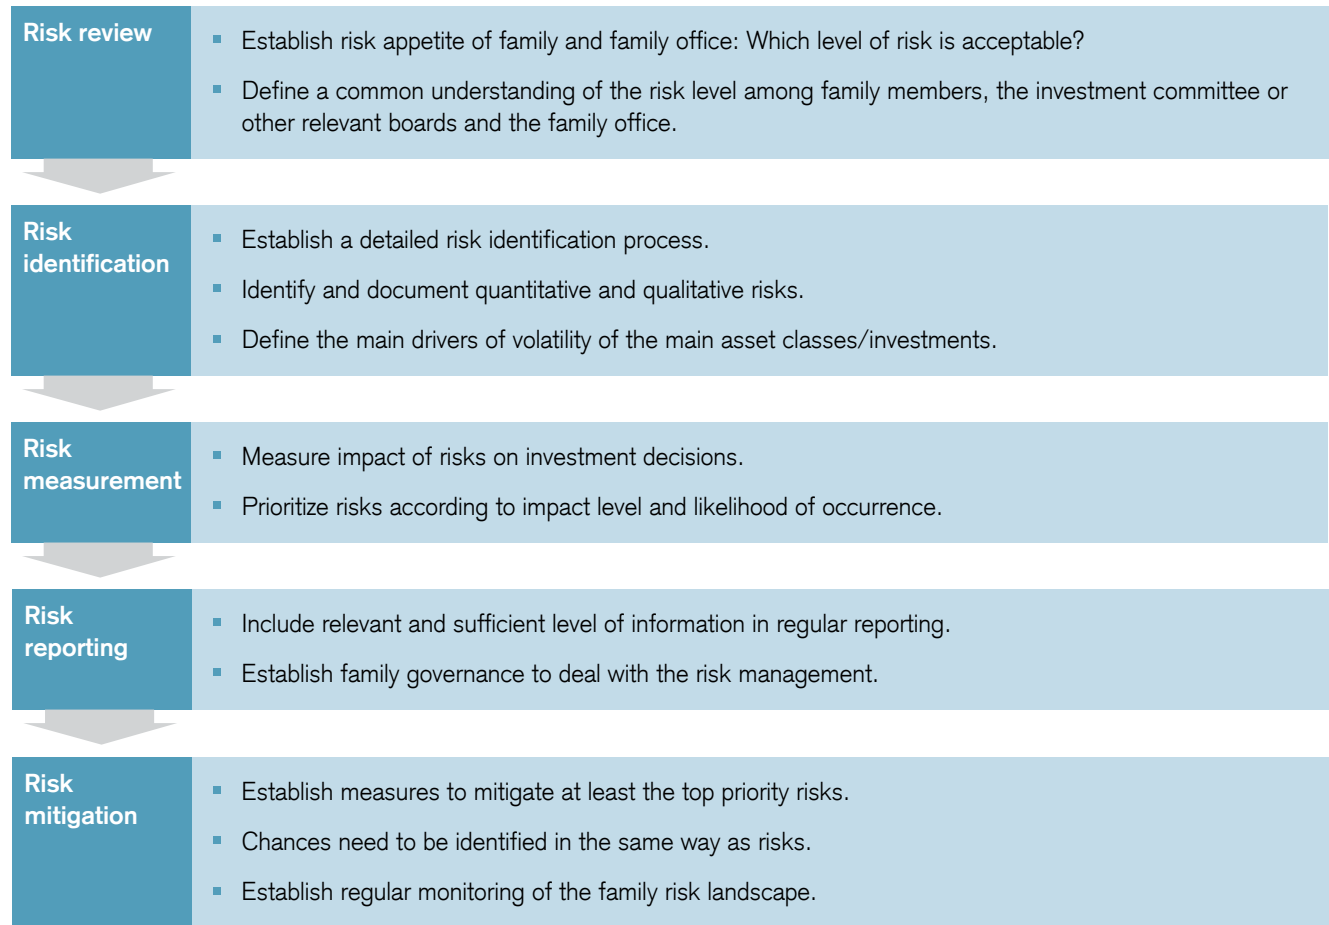 Risk review
Establish risk appetite of family and family office: Which level of risk is acceptable?
Define a common understanding of the risk level among family members, the investment committee or
other relevant boards and the family office.
Risk
identification
Establish a detailed risk identification process.
Identify and document quantitative and qualitative risks.
Define the main drivers of volatility of the main asset classes/investments.
Risk
measurement
Measure impact of risks on investment decisions.
Prioritize risks according to impact level and likelihood of occurrence.
Risk
reporting
Include relevant and sufficient level of information in regular reporting.
Establish family governance to deal with the risk management.
Risk
mitigation
Establish measures to mitigate at least the top priority risks.
Chances need to be identified in the same way as risks.
Establish regular monitoring of the family risk landscape.